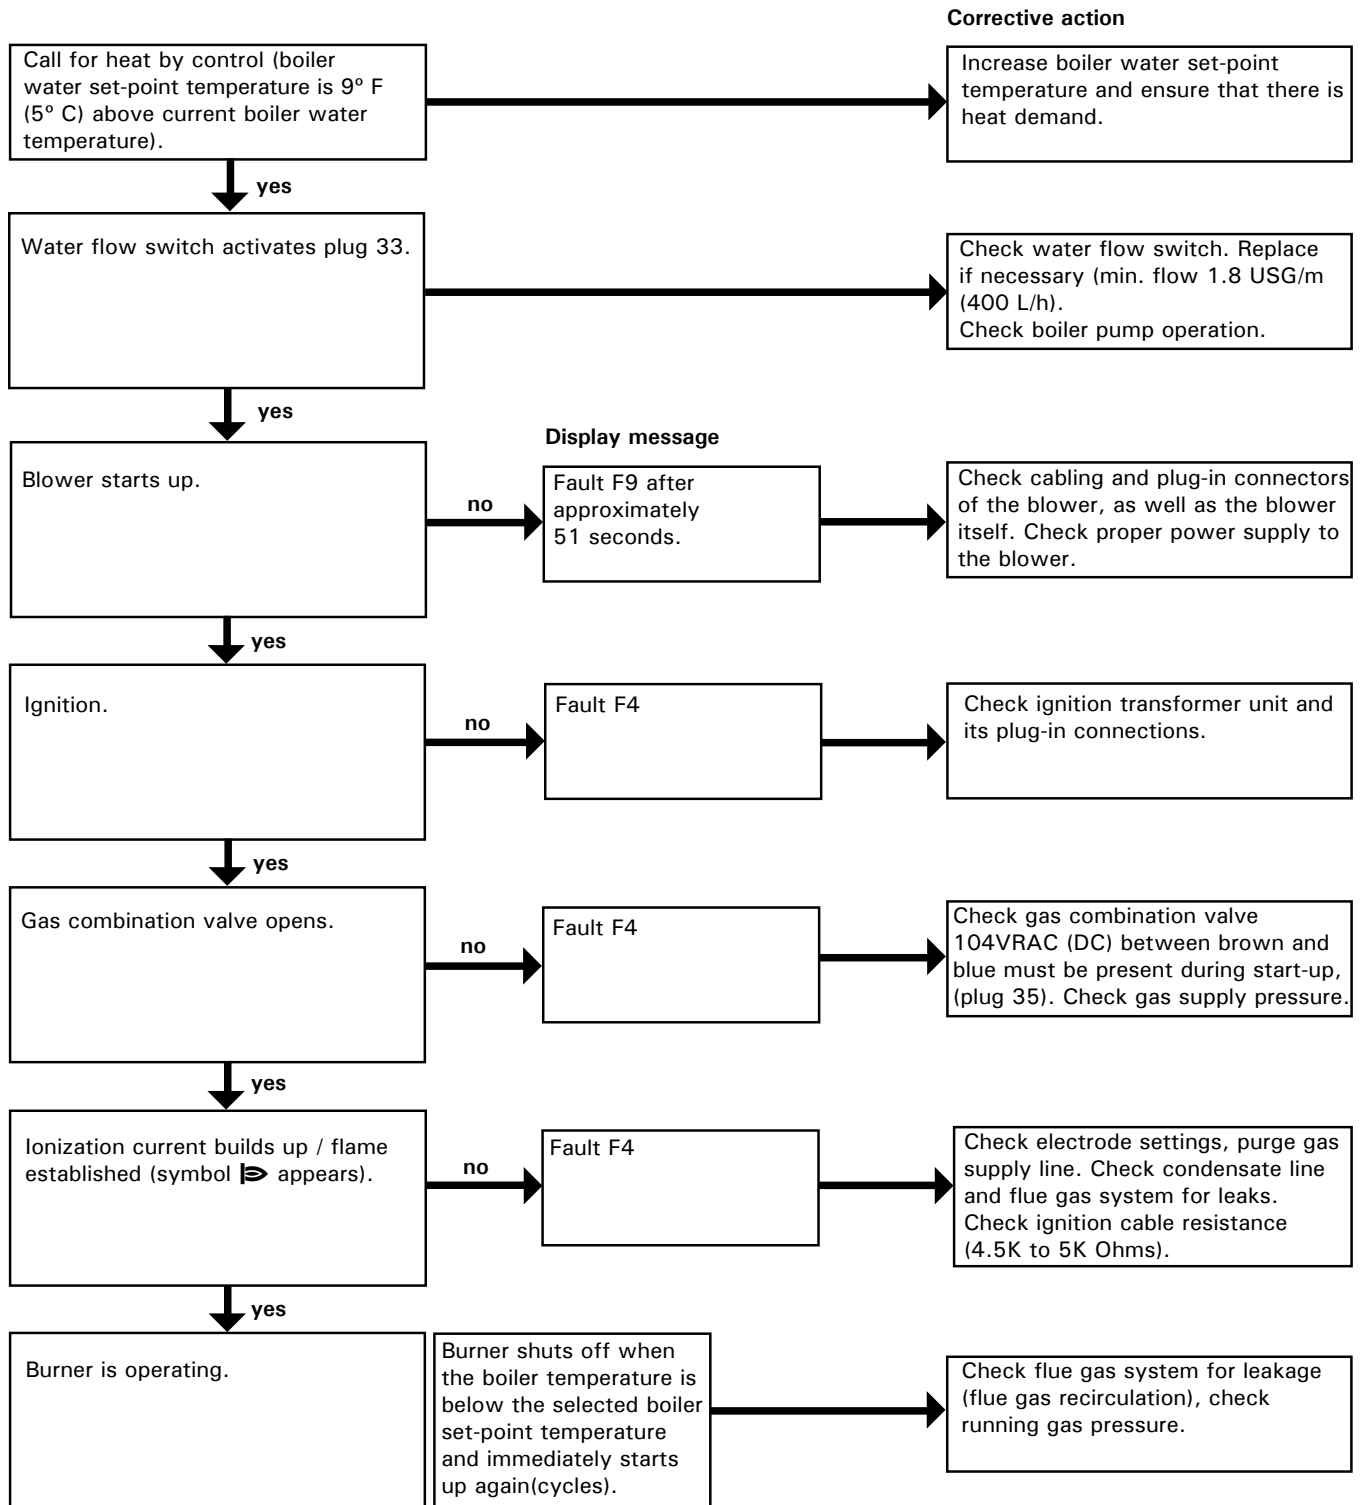 Corrective action
Call for heat by control (boiler
water set-point temperature is 9° F
(5° C) above current boiler water
temperature).
Increase boiler water set-point
temperature and ensure that there is
heat demand.
yes
Water flow switch activates plug 33.
Check water flow switch. Replace
if necessary (min. flow 1.8 USG/m
(400 L/h).
Check boiler pump operation.
yes
Display message
Blower starts up.
no
Fault F9 after
approximately
51 seconds.
Check cabling and plug-in connectors
of the blower, as well as the blower
itself. Check proper power supply to
the blower.
yes
Ignition.
no
Fault F4
Check ignition transformer unit and
its plug-in connections.
yes
Gas combination valve opens.
no
Fault F4
Check gas combination valve
104VRAC (DC) between brown and
blue must be present during start-up,
(plug 35). Check gas supply pressure.
yes
Ionization current builds up / flame
established (symbol appears).
no
Fault F4
Check electrode settings, purge gas
supply line. Check condensate line
and flue gas system for leaks.
Check ignition cable resistance
(4.5K to 5K Ohms).
yes
Burner is operating.
Burner shuts off when
the boiler temperature is
below the selected boiler
set-point temperature
and immediately starts
up again(cycles).
Check flue gas system for leakage
(flue gas recirculation), check
running gas pressure.